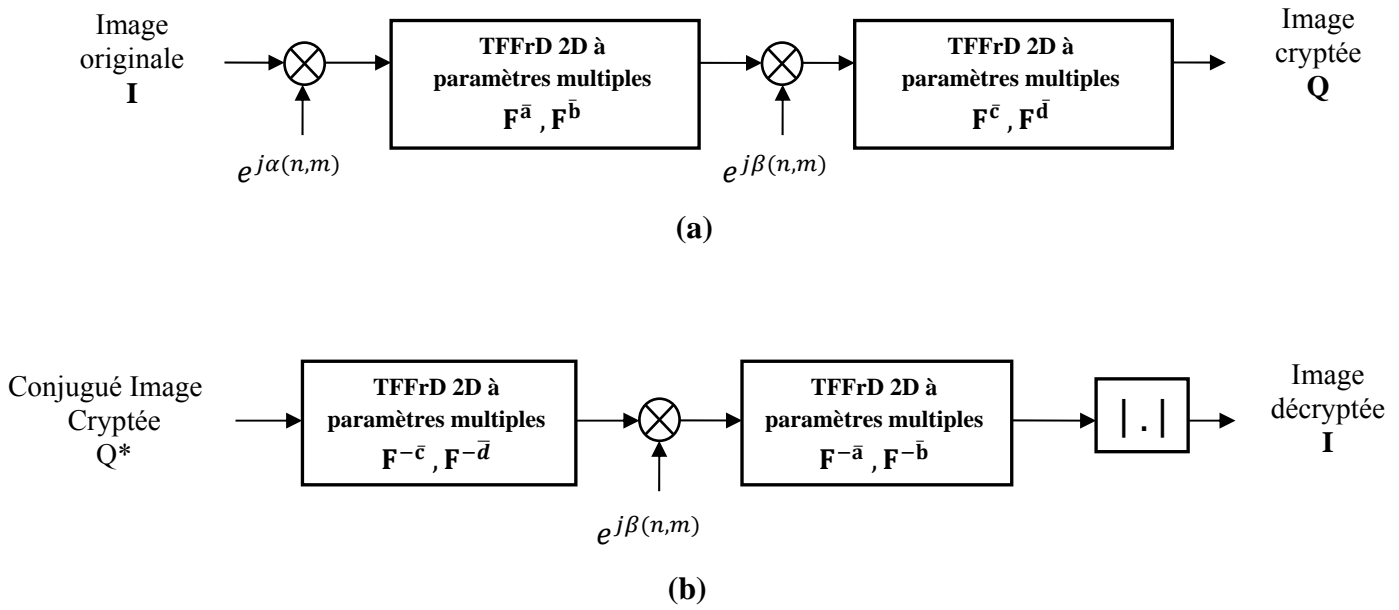 Image
originale
I
e^{jα(n,m)}
TFFrD 2D à
paramètres multiples
F^ā , F^b̄
e^{jβ(n,m)}
TFFrD 2D à
paramètres multiples
F^c̄ , F^d̄
Image
cryptée
Q
(a)
Conjugué Image
Cryptée
Q*
TFFrD 2D à
paramètres multiples
F^{-c̄} , F^{-d̄}
e^{jβ(n,m)}
TFFrD 2D à
paramètres multiples
F^{-ā} , F^{-b̄}
|.|
Image
décryptée
I
(b)